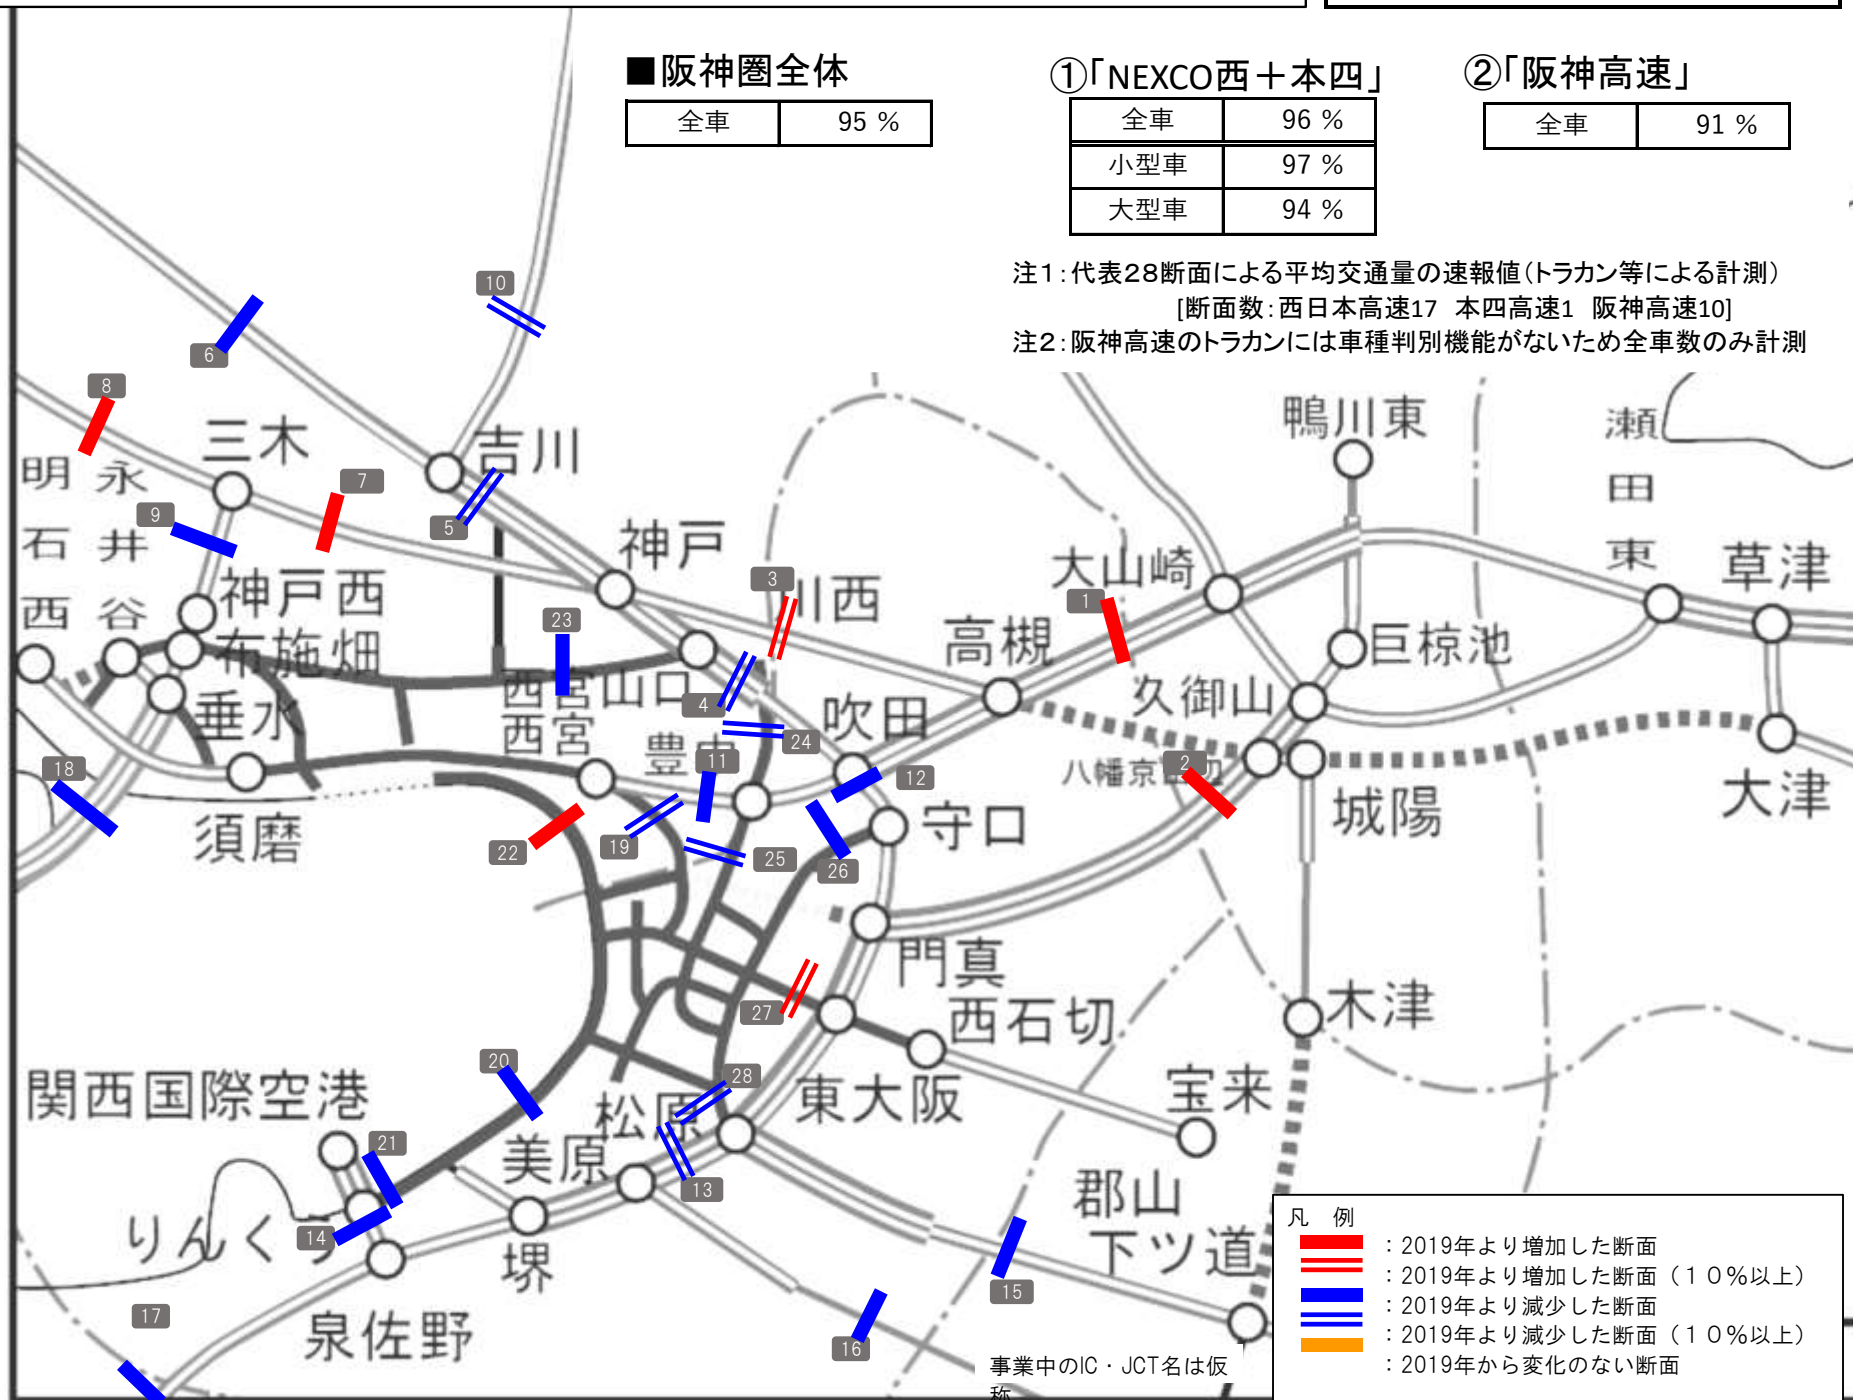 ■阪神圏全体
全車 95 %
①「NEXCO西＋本四」
全車 96 %
小型車 97 %
大型車 94 %
②「阪神高速」
全車 91 %
注1：代表28断面による平均交通量の速報値（トラカン等による計測）
[断面数：西日本高速17 本四高速1 阪神高速10]
注2：阪神高速のトラカンには車種判別機能がないため全車数のみ計測
10
6
8
三木
吉川
鴨川東
瀬田東
明石西
永井谷
7
9
5
神戸
大山崎
草津
神戸西
3
川西
1
布施畑
23
高槻
巨椋池
西宮山口
4
久御山
垂水
西宮
吹田
24
豊中
11
12
八幡京田辺
2
18
大津
須磨
城陽
守口
22
19
25
26
門真
27
西石切
木津
20
28
関西国際空港
松原
東大阪
宝来
21
美原
13
郡山
14
りんくう
下ツ道
堺
15
17
泉佐野
16
事業中のIC・JCT名は仮
称
凡 例
：2019年より増加した断面
：2019年より増加した断面（１０％以上）
：2019年より減少した断面
：2019年より減少した断面（１０％以上）
：2019年から変化のない断面